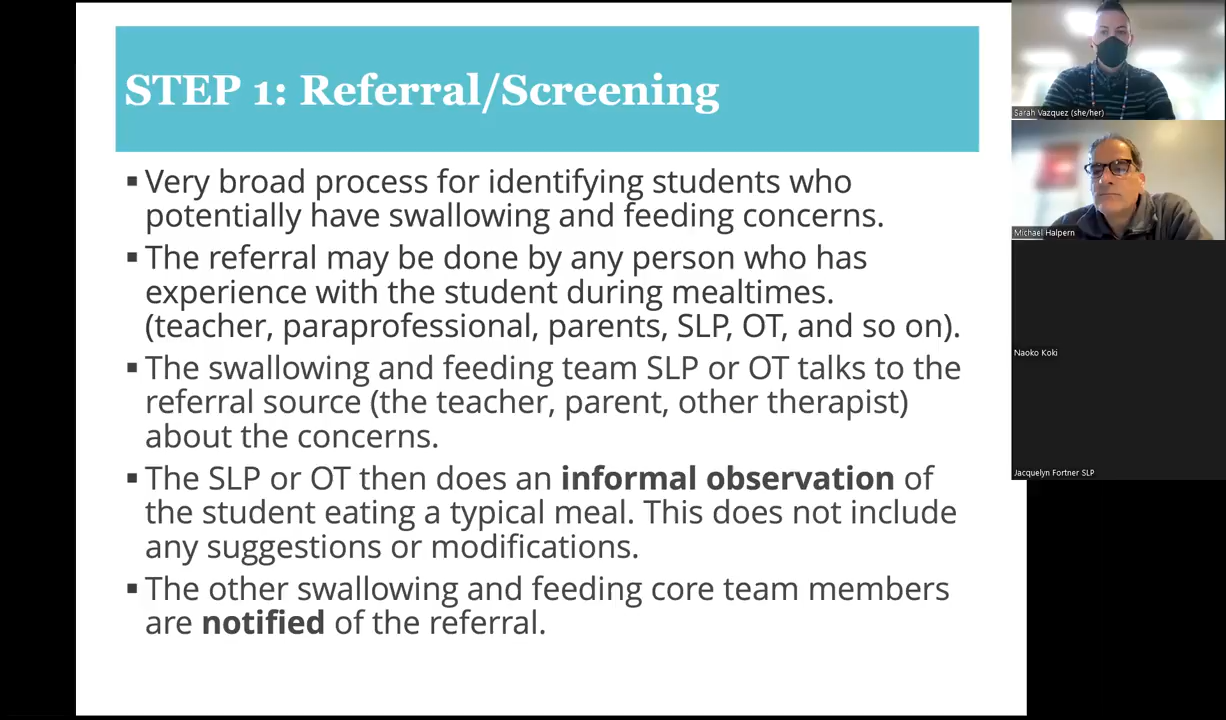 STEP 1: Referral/Screening
▪ Very broad process for identifying students who
potentially have swallowing and feeding concerns.
▪ The referral may be done by any person who has
experience with the student during mealtimes.
(teacher, paraprofessional, parents, SLP, OT, and so on).
▪ The swallowing and feeding team SLP or OT talks to the
referral source (the teacher, parent, other therapist)
about the concerns.
▪ The SLP or OT then does an informal observation of
the student eating a typical meal. This does not include
any suggestions or modifications.
▪ The other swallowing and feeding core team members
are notified of the referral.
Sarah Vazquez (she/her)
Michael Halpern
Naoko Koki
Jacquelyn Fortner SLP